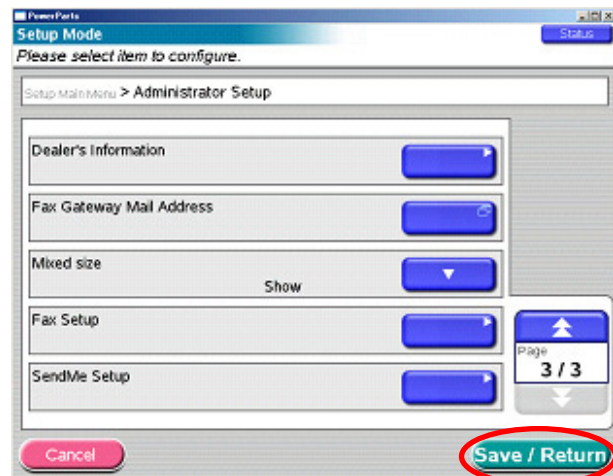 PowerParts
Setup Mode
Status
Please select item to configure.
Setup Main Menu > Administrator Setup
Dealer's Information
Fax Gateway Mail Address
Mixed size
Show
Fax Setup
SendMe Setup
Page
3 / 3
Cancel
Save / Return